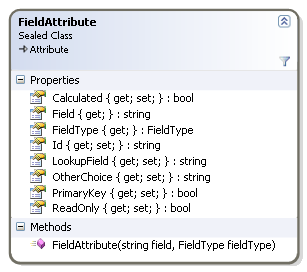 FieldAttribute
Sealed Class
Attribute
Properties
Calculated { get; set; } : bool
Field { get; } : string
FieldType { get; } : FieldType
Id { get; set; } : string
LookupField { get; set; } : string
OtherChoice { get; set; } : string
PrimaryKey { get; set; } : bool
ReadOnly { get; set; } : bool
Methods
FieldAttribute(string field, FieldType fieldType)